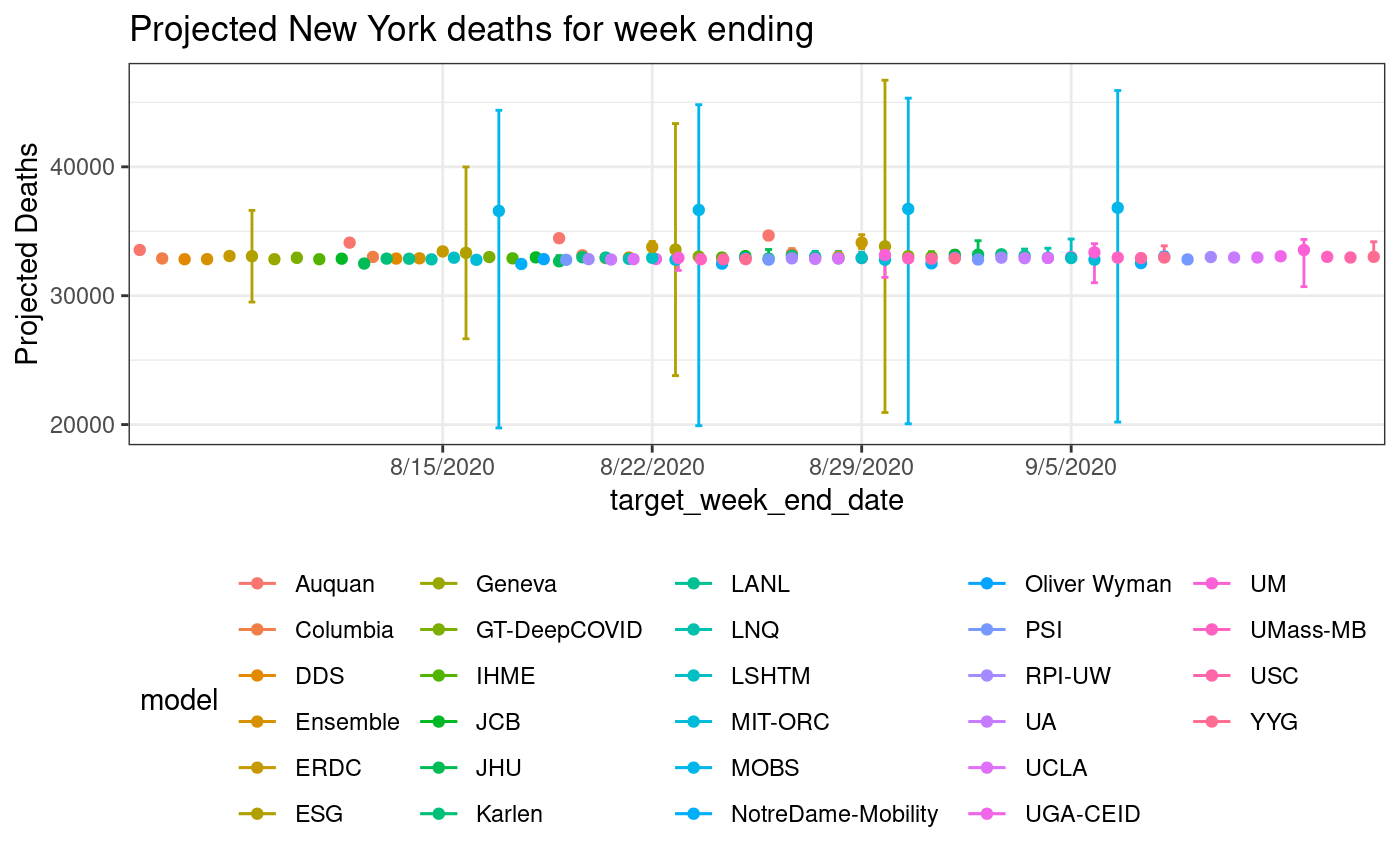 Projected New York deaths for week ending
Projected Deaths
40000
30000
20000
8/15/2020 8/22/2020 8/29/2020 9/5/2020
target_week_end_date
model
Auquan Geneva LANL Oliver Wyman UM
Columbia GT-DeepCOVID LNQ PSI UMass-MB
DDS IHME LSHTM RPI-UW USC
Ensemble JCB MIT-ORC UA YYG
ERDC JHU MOBS UCLA
ESG Karlen NotreDame-Mobility UGA-CEID